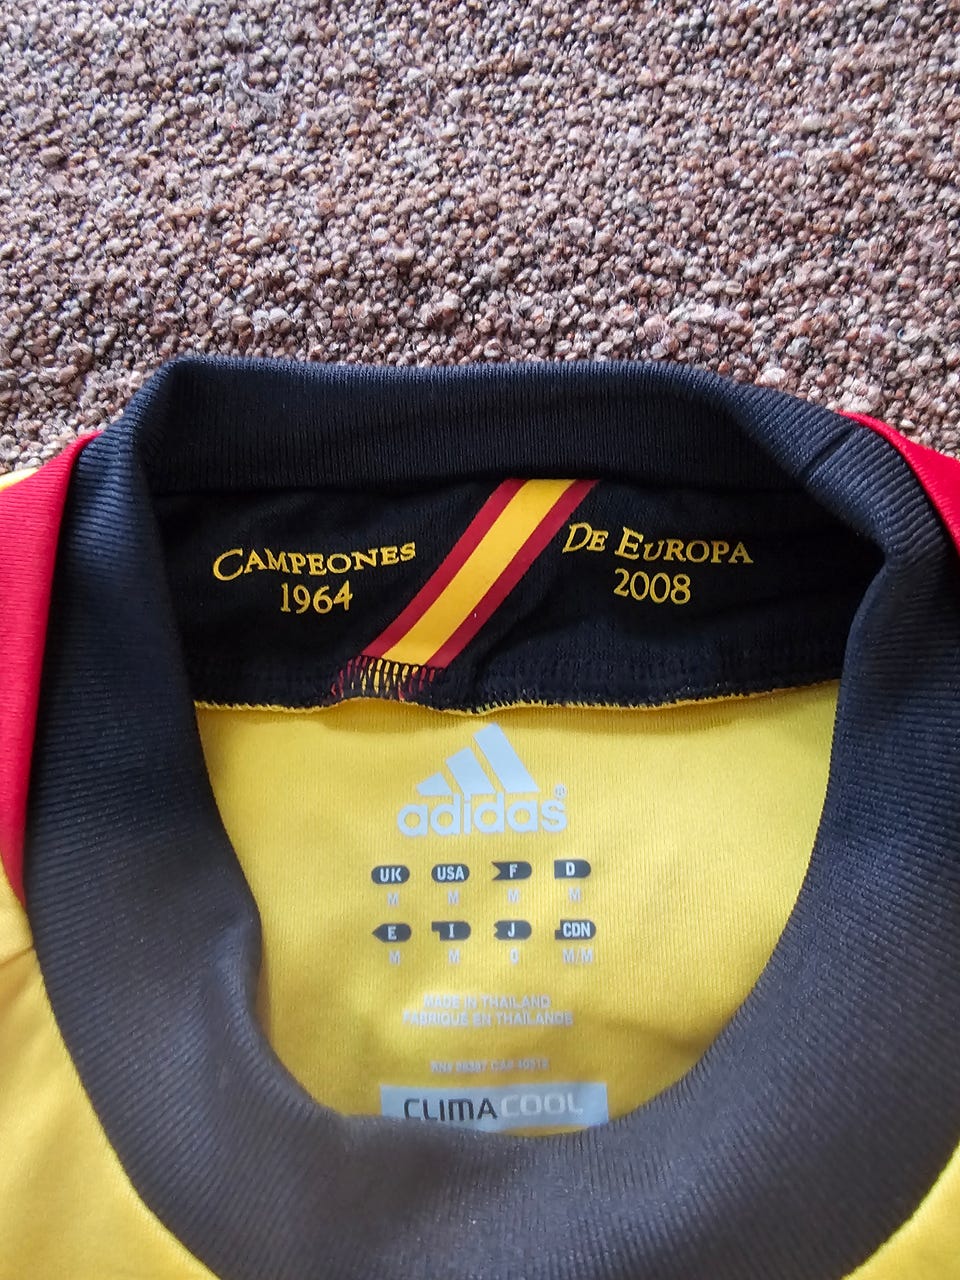 CAMPEONES
1964
DE EUROPA
2008
adidas®
UK USA F D
M M M M
E I J CDN
M M O M/M
MADE IN THAILAND
FABRIQUÉ EN THAÏLANDE
CLIMACOOL